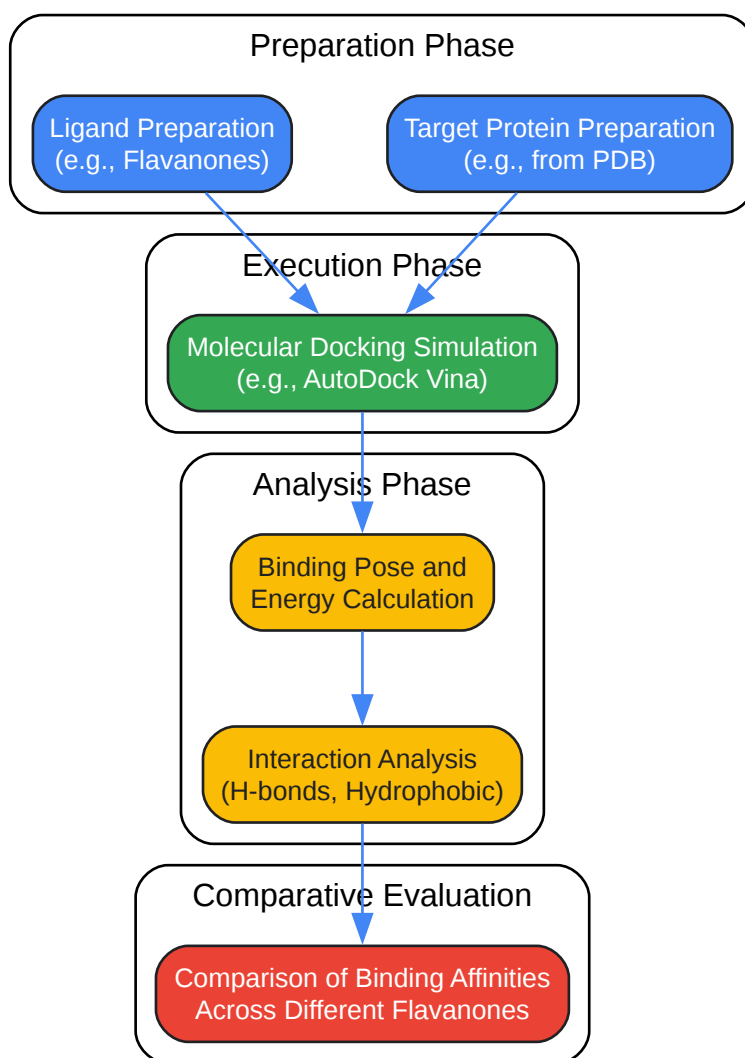 Preparation Phase
Ligand Preparation
(e.g., Flavanones)
Target Protein Preparation
(e.g., from PDB)
Execution Phase
Molecular Docking Simulation
(e.g., AutoDock Vina)
Analysis Phase
Binding Pose and
Energy Calculation
Interaction Analysis
(H-bonds, Hydrophobic)
Comparative Evaluation
Comparison of Binding Affinities
Across Different Flavanones